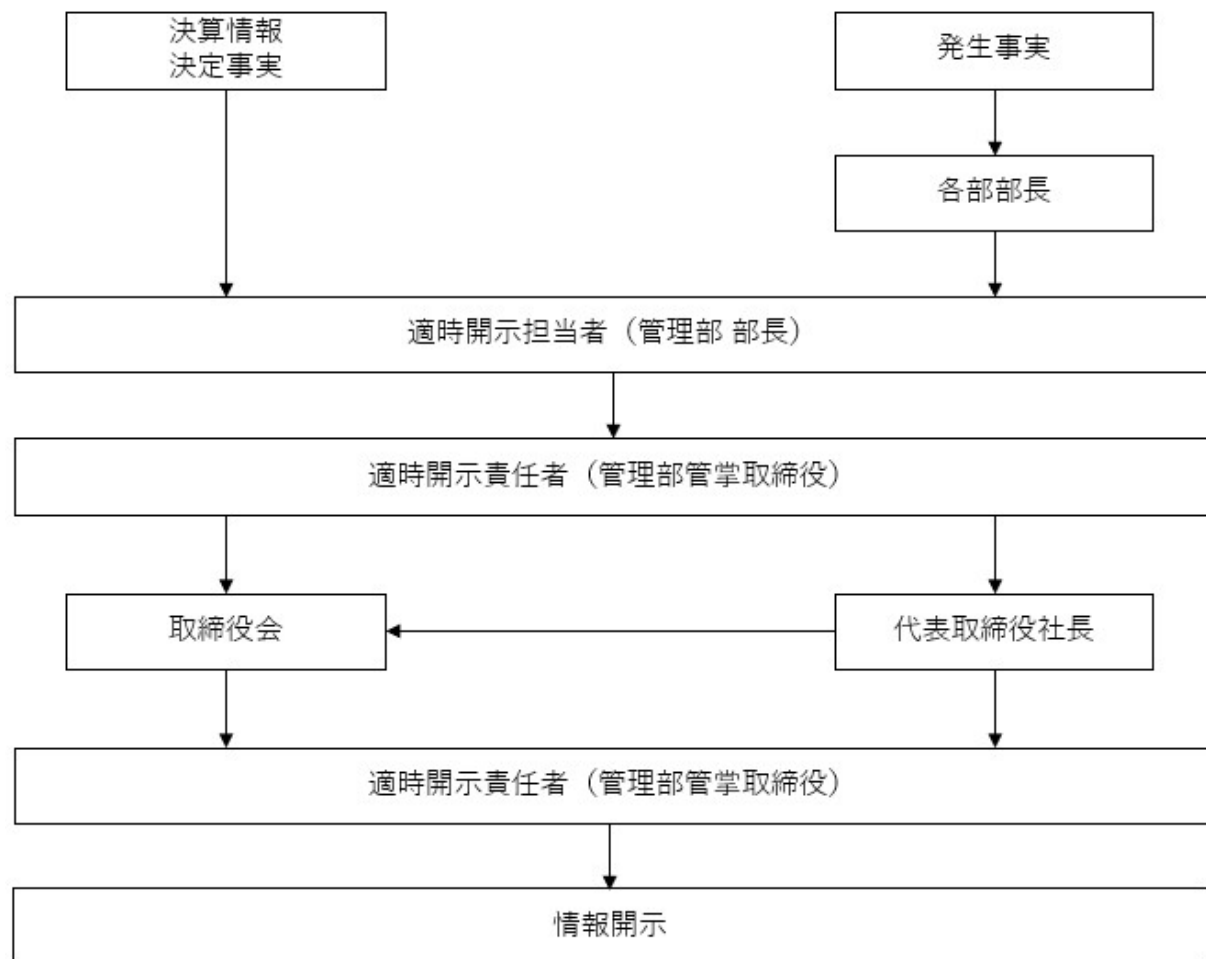 決算情報
決定事実
発生事実
各部部長
適時開示担当者（管理部 部長）
適時開示責任者（管理部管掌取締役）
取締役会
代表取締役社長
適時開示責任者（管理部管掌取締役）
情報開示